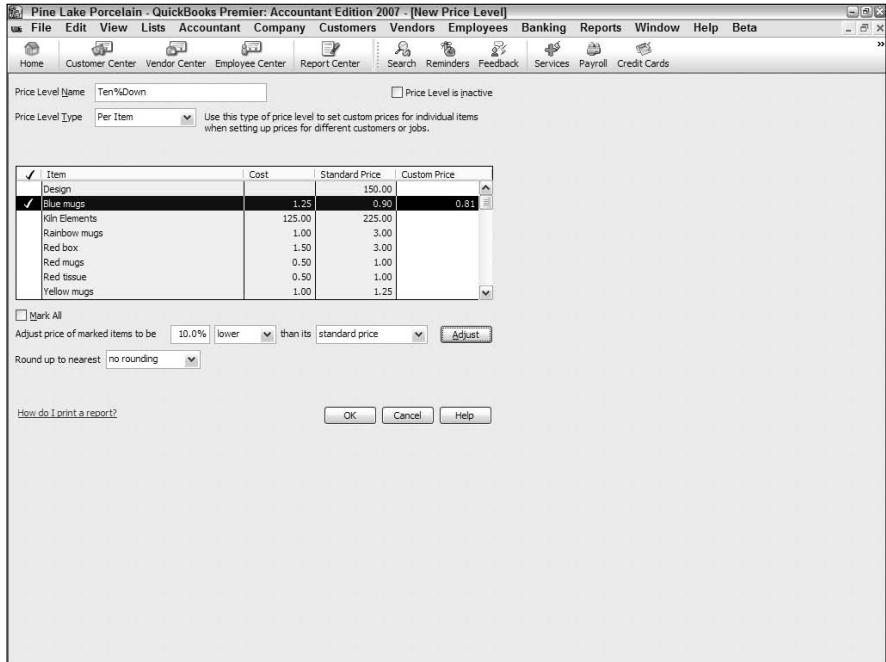 Pine Lake Porcelain - QuickBooks Premier: Accountant Edition 2007 - [New Price Level]
File Edit View Lists Accountant Company Customers Vendors Employees Banking Reports Window Help Beta
Home Customer Center Vendor Center Employee Center Report Center Search Reminders Feedback Services Payroll Credit Cards »
Price Level Name Ten%Down Price Level is inactive
Price Level Type Per Item Use this type of price level to set custom prices for individual items
when setting up prices for different customers or jobs.
✓ Item Cost Standard Price Custom Price
Design 150.00
✓ Blue mugs 1.25 0.90 0.81
Kiln Elements 125.00 225.00
Rainbow mugs 1.00 3.00
Red box 1.50 3.00
Red mugs 0.50 1.00
Red tissue 0.50 1.00
Yellow mugs 1.00 1.25
Mark All
Adjust price of marked items to be 10.0% lower than its standard price Adjust
Round up to nearest no rounding
How do I print a report? OK Cancel Help